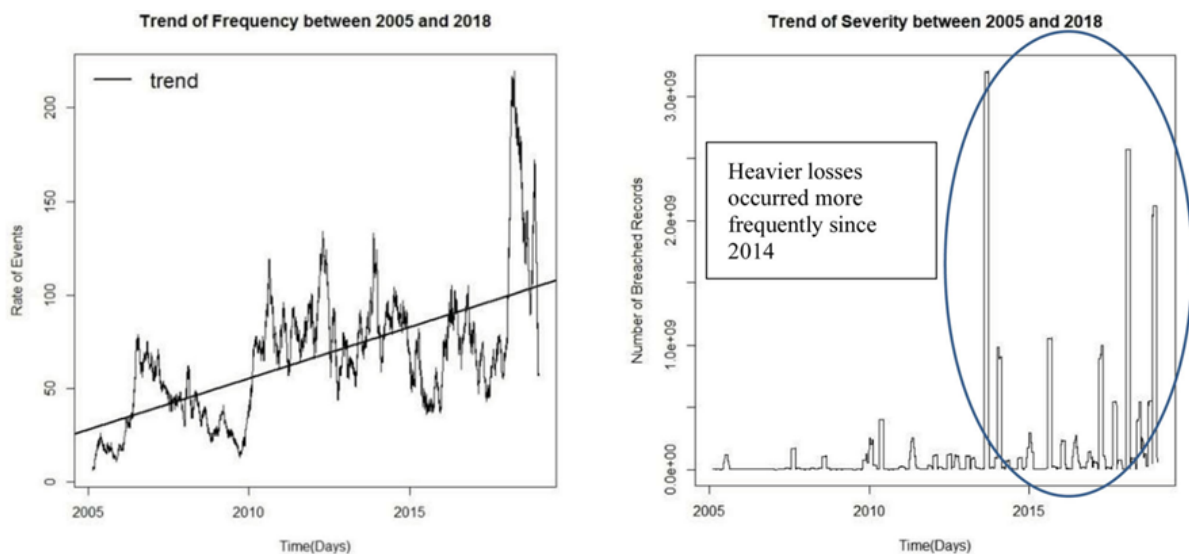 Trend of Frequency between 2005 and 2018
trend
200
150
100
50
0
Rate of Events
2005
2010
2015
Time(Days)
Trend of Severity between 2005 and 2018
Heavier losses
occurred more
frequently since
2014
3.0e+09
2.0e+09
1.0e+09
0.0e+00
Number of Breached Records
2005
2010
2015
Time(Days)